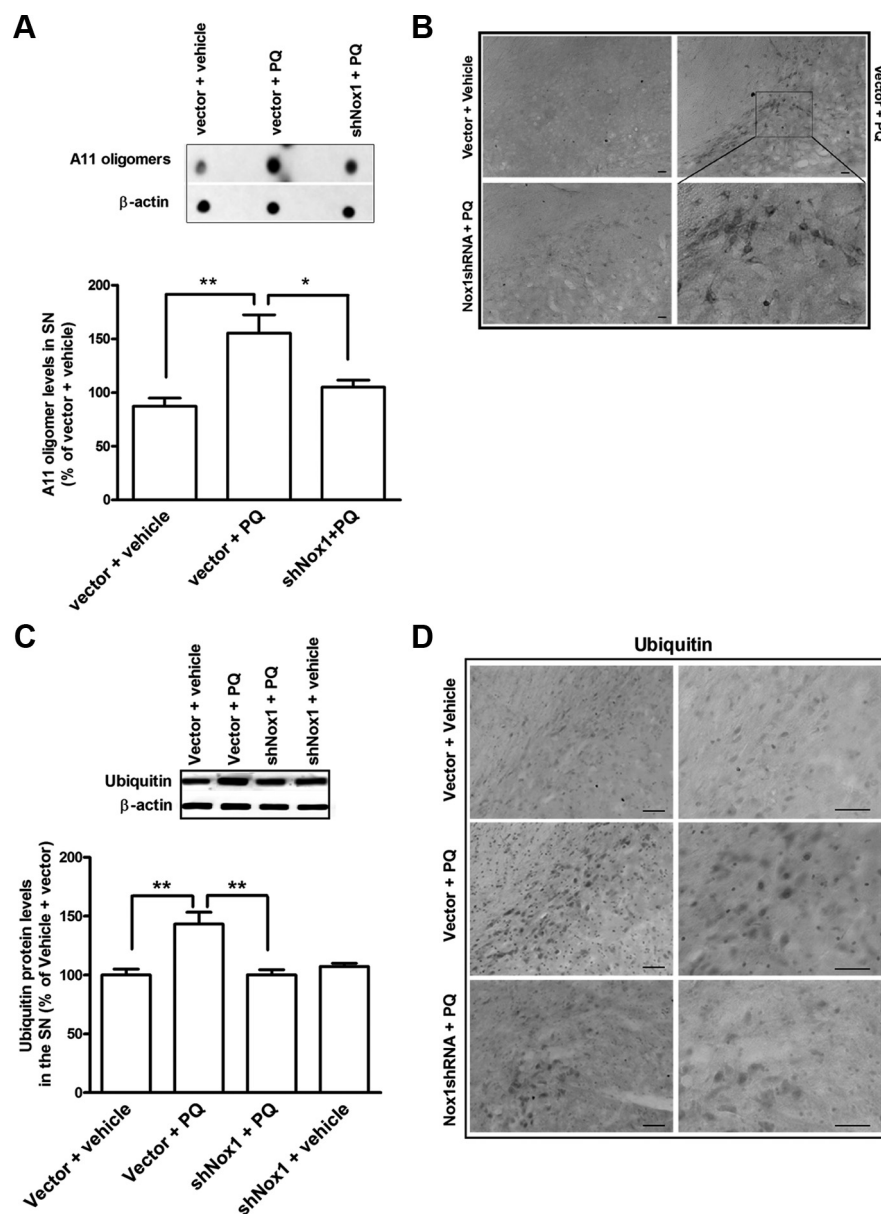 A
vector + vehicle
vector + PQ
shNox1 + PQ
A11 oligomers
β-actin
A11 oligomer levels in SN
(% of vector + vehicle)
200
150
100
50
0
**
*
vector + vehicle
vector + PQ
shNox1+PQ
B
Vector + Vehicle
Vector + PQ
Nox1shRNA + PQ
C
Vector + vehicle
Vector + PQ
shNox1 + PQ
shNox1 + vehicle
Ubiquitin
β-actin
Ubiquitin protein levels
in the SN (% of Vehicle + vector)
200
150
100
50
0
**
**
Vector + vehicle
Vector + PQ
shNox1 + PQ
shNox1 + vehicle
D
Ubiquitin
Vector + Vehicle
Vector + PQ
Nox1shRNA + PQ